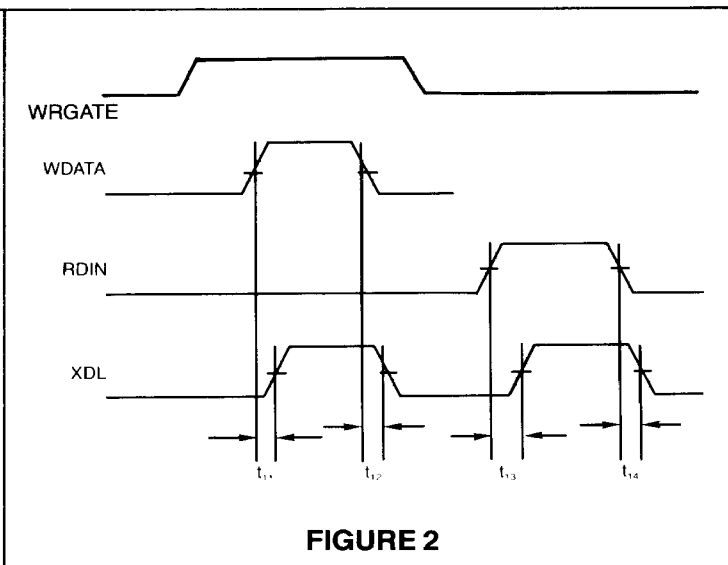 WRGATE
WDATA
RDIN
XDL
t₁₁ t₁₂ t₁₃ t₁₄
FIGURE 2